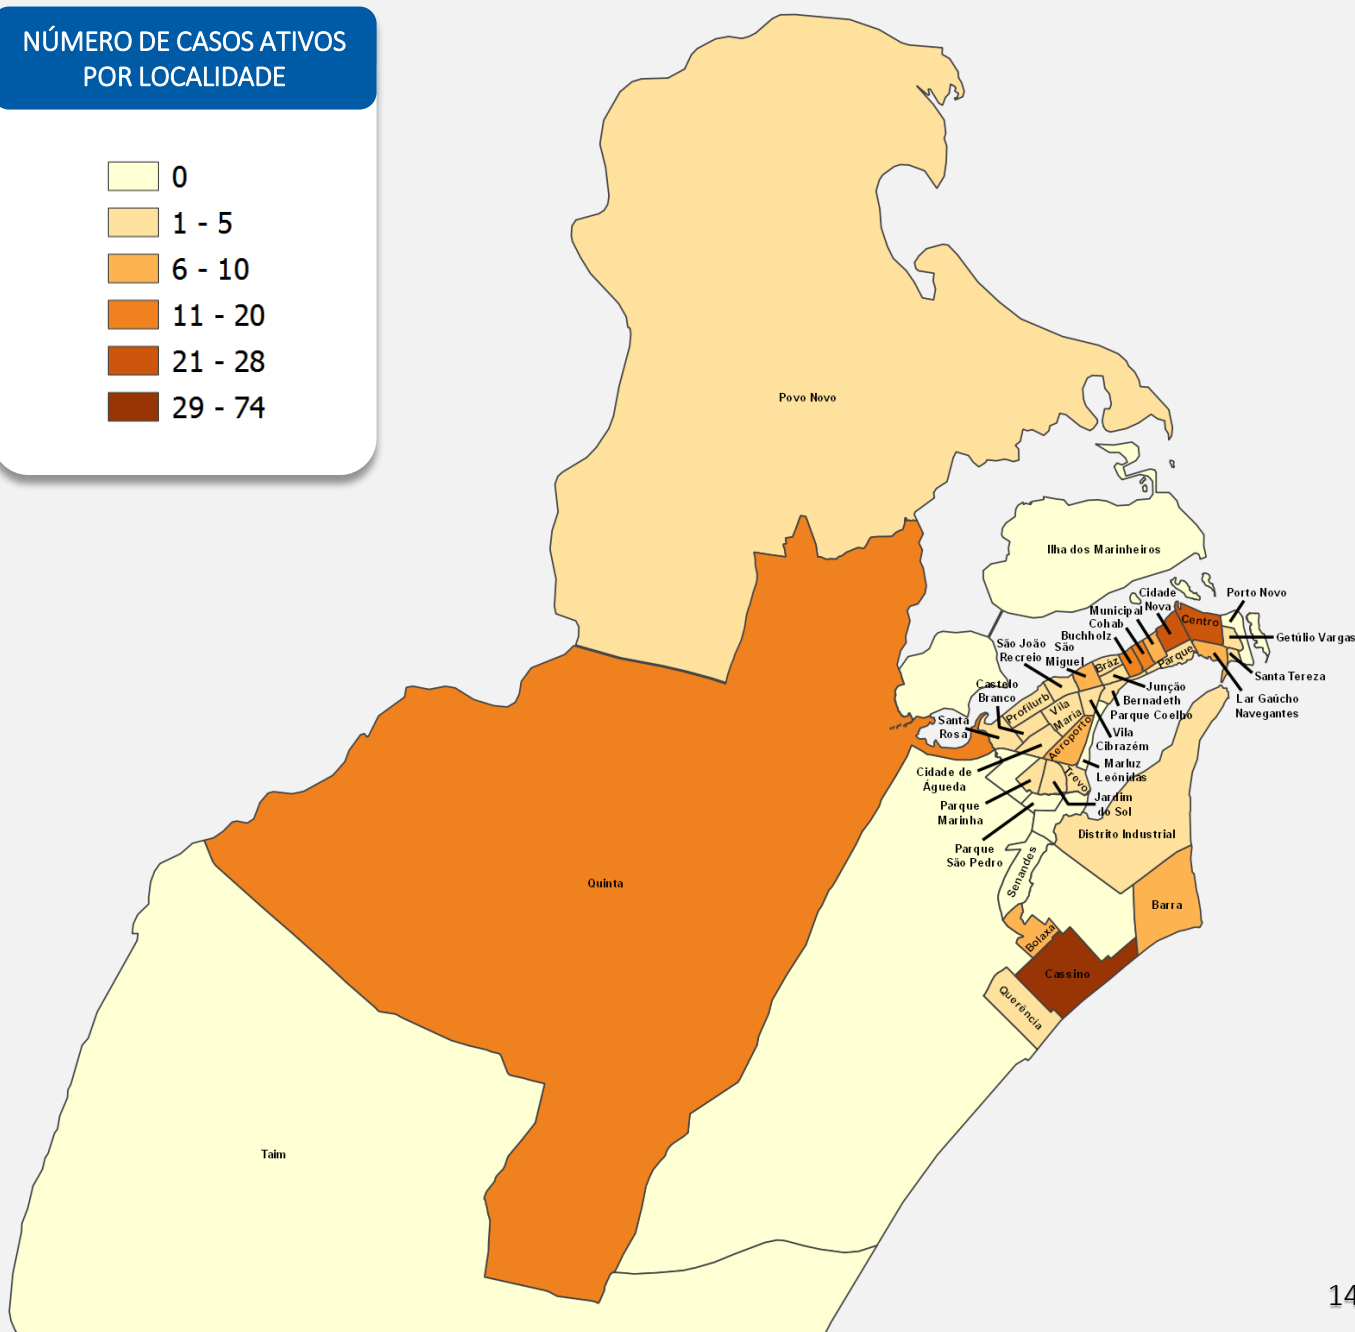 NÚMERO DE CASOS ATIVOS
POR LOCALIDADE
0
1 - 5
6 - 10
11 - 20
21 - 28
29 - 74
Povo Novo
Ilha dos Marinheiros
Cidade
Nova
Porto Novo
Municipal
Cohab
Centro
Buchholz
Getúlio Vargas
São João
Recreio
São
Miguel
Bráz
Parque
Santa Tereza
Junção
Castelo
Branco
Bernadeth
Parque Coelho
Lar Gaúcho
Navegantes
Profilurb
Vila
Maria
Santa
Rosa
Aeroporto
Vila
Cibrazém
Marluz
Leónidas
Cidade de
Águeda
Trevo
Parque
Marinha
Jardim
do Sol
Distrito Industrial
Parque
São Pedro
Senandes
Quinta
Barra
Bolaxa
Cassino
Querência
Taim
14